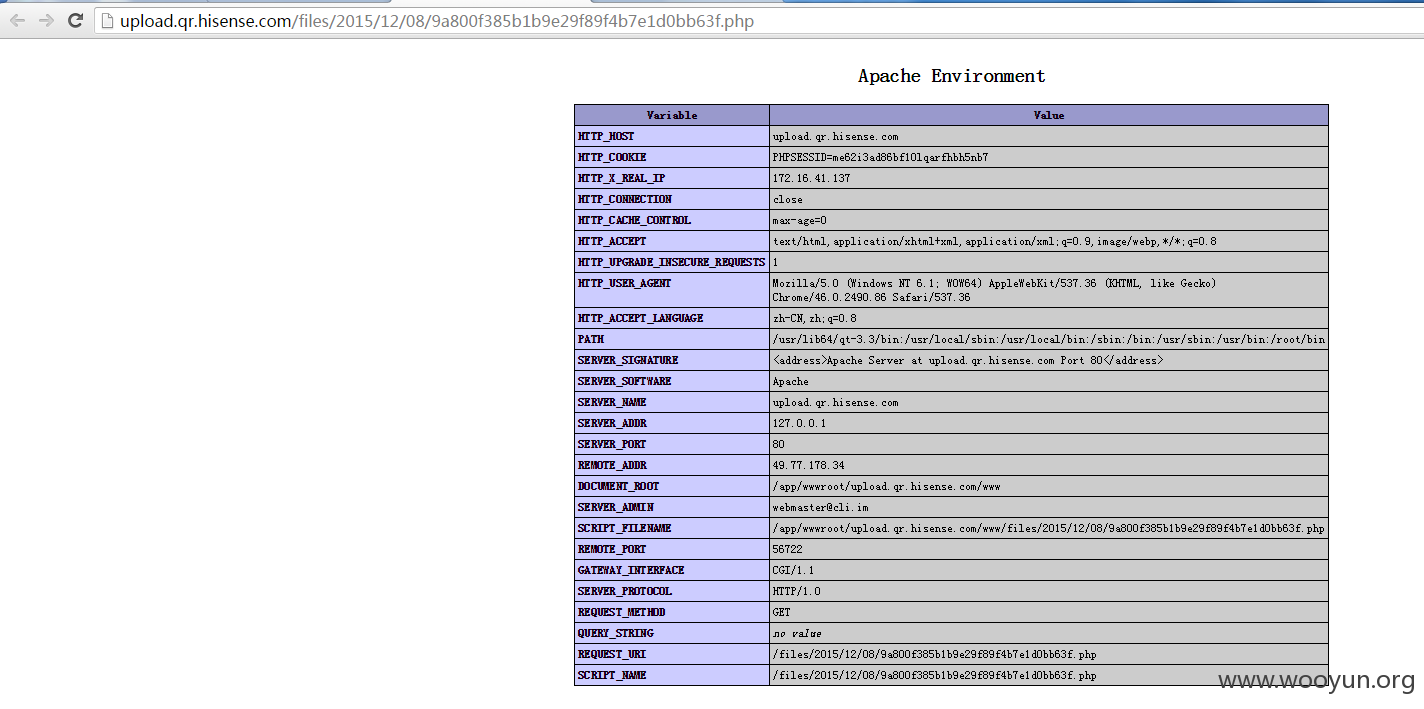 upload.qr.hisense.com/files/2015/12/08/9a800f385b1b9e29f89f4b7e1d0bb63f.php
Apache Environment
Variable Value
HTTP_HOST upload.qr.hisense.com
HTTP_COOKIE PHPSESSID=me62i3ad86bf10lqarfhbh5nb7
HTTP_X_REAL_IP 172.16.41.137
HTTP_CONNECTION close
HTTP_CACHE_CONTROL max-age=0
HTTP_ACCEPT text/html,application/xhtml+xml,application/xml;q=0.9,image/webp,*/*;q=0.8
HTTP_UPGRADE_INSECURE_REQUESTS 1
HTTP_USER_AGENT Mozilla/5.0 (Windows NT 6.1; WOW64) AppleWebKit/537.36 (KHTML, like Gecko)
Chrome/46.0.2490.86 Safari/537.36
HTTP_ACCEPT_LANGUAGE zh-CN,zh;q=0.8
PATH /usr/lib64/qt-3.3/bin:/usr/local/sbin:/usr/local/bin:/sbin:/bin:/usr/sbin:/usr/bin:/root/bin
SERVER_SIGNATURE <address>Apache Server at upload.qr.hisense.com Port 80</address>
SERVER_SOFTWARE Apache
SERVER_NAME upload.qr.hisense.com
SERVER_ADDR 127.0.0.1
SERVER_PORT 80
REMOTE_ADDR 49.77.178.34
DOCUMENT_ROOT /app/wwwroot/upload.qr.hisense.com/www
SERVER_ADMIN webmaster@cli.im
SCRIPT_FILENAME /app/wwwroot/upload.qr.hisense.com/www/files/2015/12/08/9a800f385b1b9e29f89f4b7e1d0bb63f.php
REMOTE_PORT 56722
GATEWAY_INTERFACE CGI/1.1
SERVER_PROTOCOL HTTP/1.0
REQUEST_METHOD GET
QUERY_STRING no value
REQUEST_URI /files/2015/12/08/9a800f385b1b9e29f89f4b7e1d0bb63f.php
SCRIPT_NAME /files/2015/12/08/9a800f385b1b9e29f89f4b7e1d0bb63f.php
www.wooyun.org